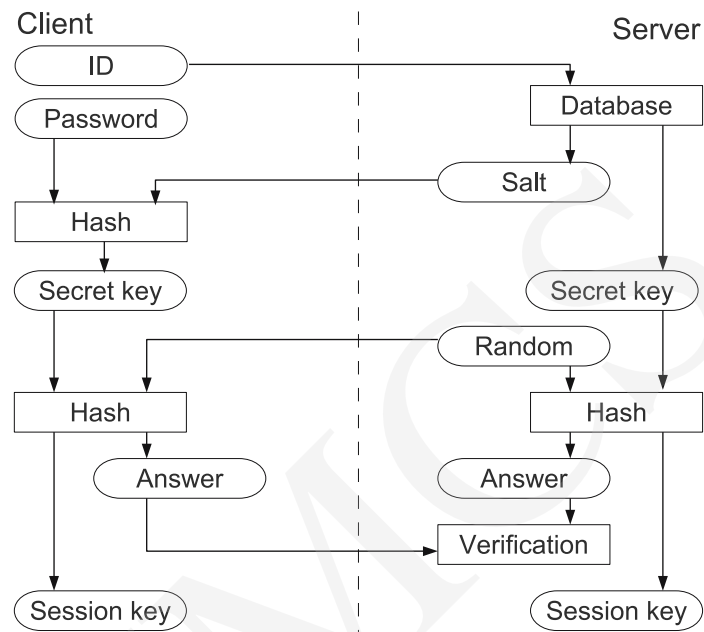 Client
Server
ID
Password
Database
Salt
Hash
Secret key
Secret key
Random
Hash
Hash
Answer
Answer
Verification
Session key
Session key
MCS